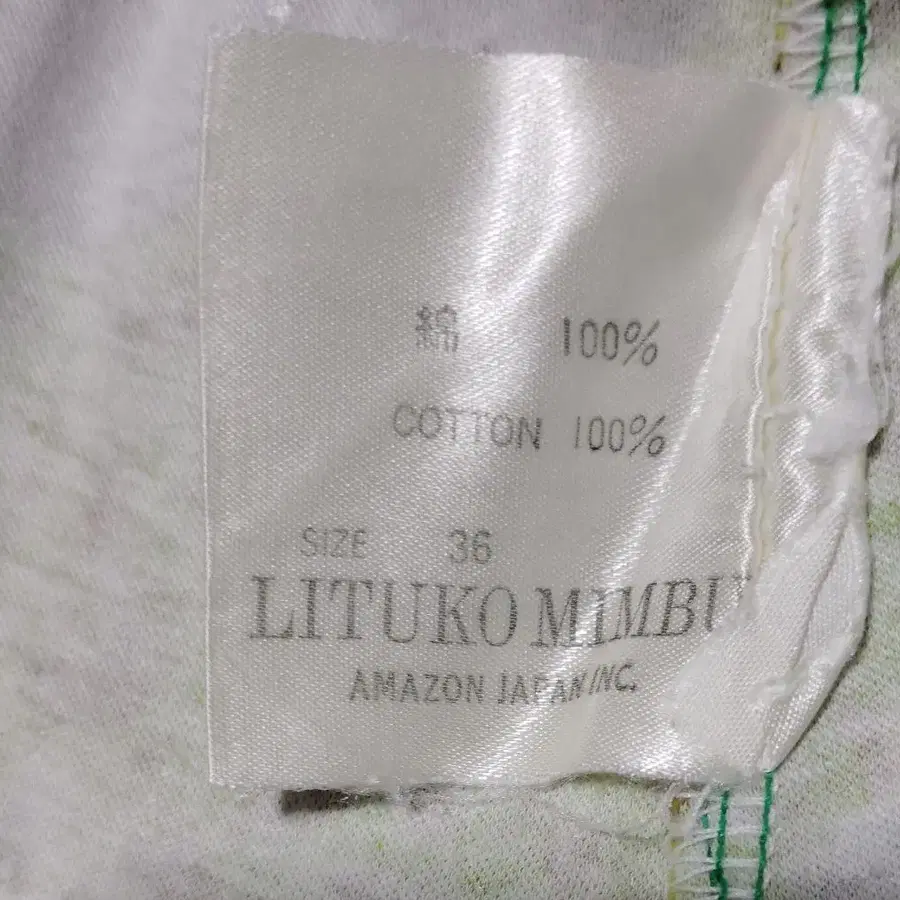 綿 100%
COTTON 100%
SIZE 36
LITUKO MIMBU
AMAZON JAPAN INC.